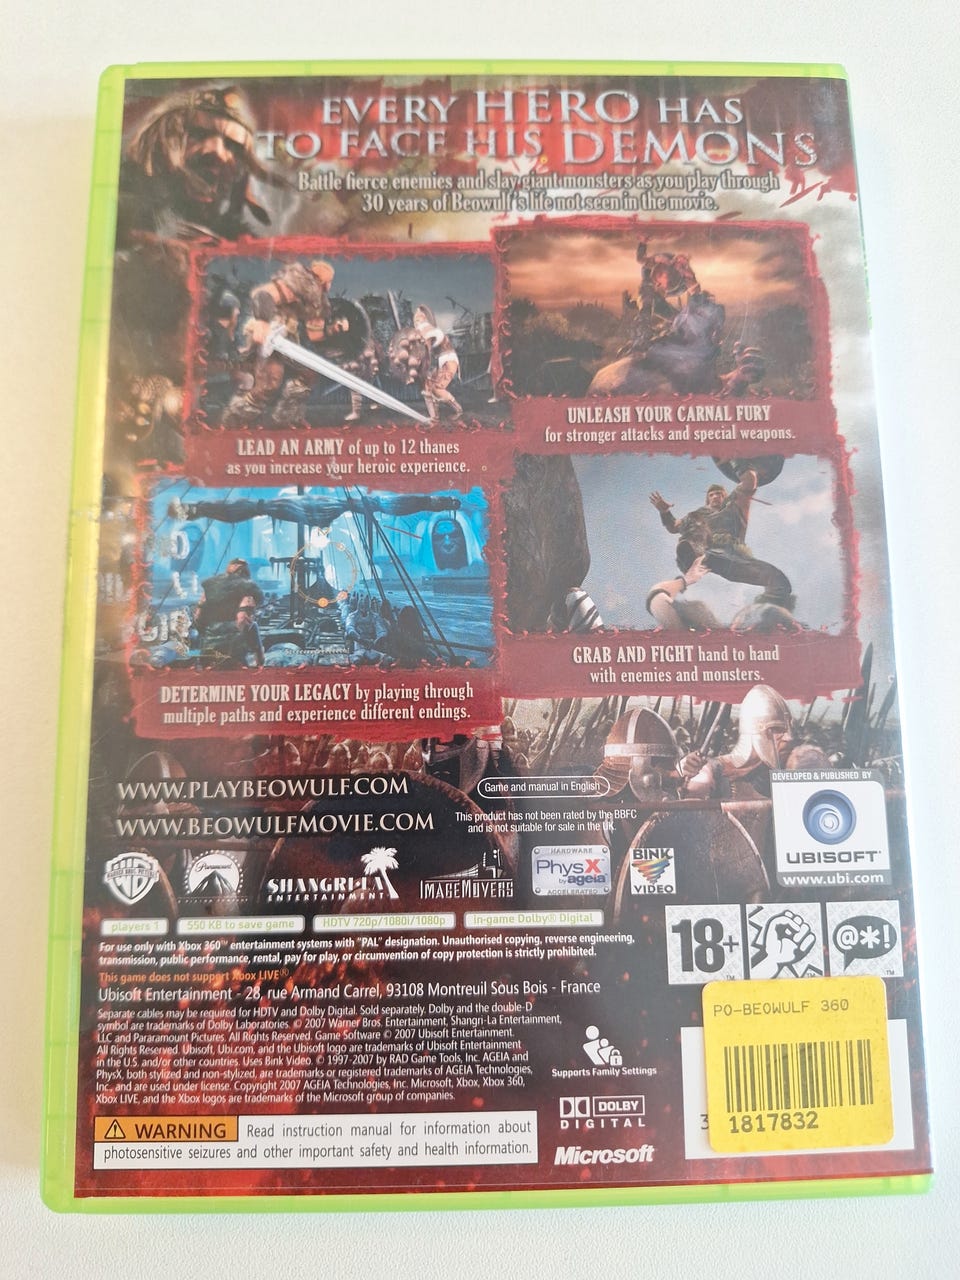 EVERY HERO HAS
TO FACE HIS DEMONS
Battle fierce enemies and slay giant monsters as you play through
30 years of Beowulf's life not seen in the movie.
LEAD AN ARMY of up to 12 thanes
as you increase your heroic experience.
UNLEASH YOUR CARNAL FURY
for stronger attacks and special weapons.
DETERMINE YOUR LEGACY by playing through
multiple paths and experience different endings.
GRAB AND FIGHT hand to hand
with enemies and monsters.
WWW.PLAYBEOWULF.COM
WWW.BEOWULFMOVIE.COM
Game and manual in English
This product has not been rated by the BBFC
and is not suitable for sale in the UK.
DEVELOPED & PUBLISHED BY
UBISOFT
www.ubi.com
WB
Paramount
SHANGRI-LA
ENTERTAINMENT
IMAGEMOVERS
HARDWARE
PhysX
by ageia
ACCELERATED
BINK
VIDEO
players 1
550 KB to save game
HDTV 720p/1080i/1080p
in-game Dolby® Digital
For use only with Xbox 360™ entertainment systems with "PAL" designation. Unauthorised copying, reverse engineering,
transmission, public performance, rental, pay for play, or circumvention of copy protection is strictly prohibited.
This game does not support Xbox LIVE®
Ubisoft Entertainment - 28, rue Armand Carrel, 93108 Montreuil Sous Bois - France
Separate cables may be required for HDTV and Dolby Digital. Sold separately. Dolby and the double-D
symbol are trademarks of Dolby Laboratories. © 2007 Warner Bros. Entertainment, Shangri-La Entertainment,
LLC and Pararamount Pictures. All Rights Reserved. Game Software © 2007 Ubisoft Entertainment.
All Rights Reserved. Ubisoft, Ubi.com, and the Ubisoft logo are trademarks of Ubisoft Entertainment
in the U.S. and/or other countries. Uses Bink Video. © 1997-2007 by RAD Game Tools, Inc. AGEIA and
PhysX, both stylized and non-stylized, are trademarks or registered trademarks of AGEIA Technologies,
Inc., and are used under license. Copyright 2007 AGEIA Technologies, Inc. Microsoft, Xbox, Xbox 360,
Xbox LIVE, and the Xbox logos are trademarks of the Microsoft group of companies.
WARNING Read instruction manual for information about
photosensitive seizures and other important safety and health information.
Supports Family Settings
DOLBY
DIGITAL
Microsoft
18+
™
@*!
PO-BEOWULF 360
3
1817832